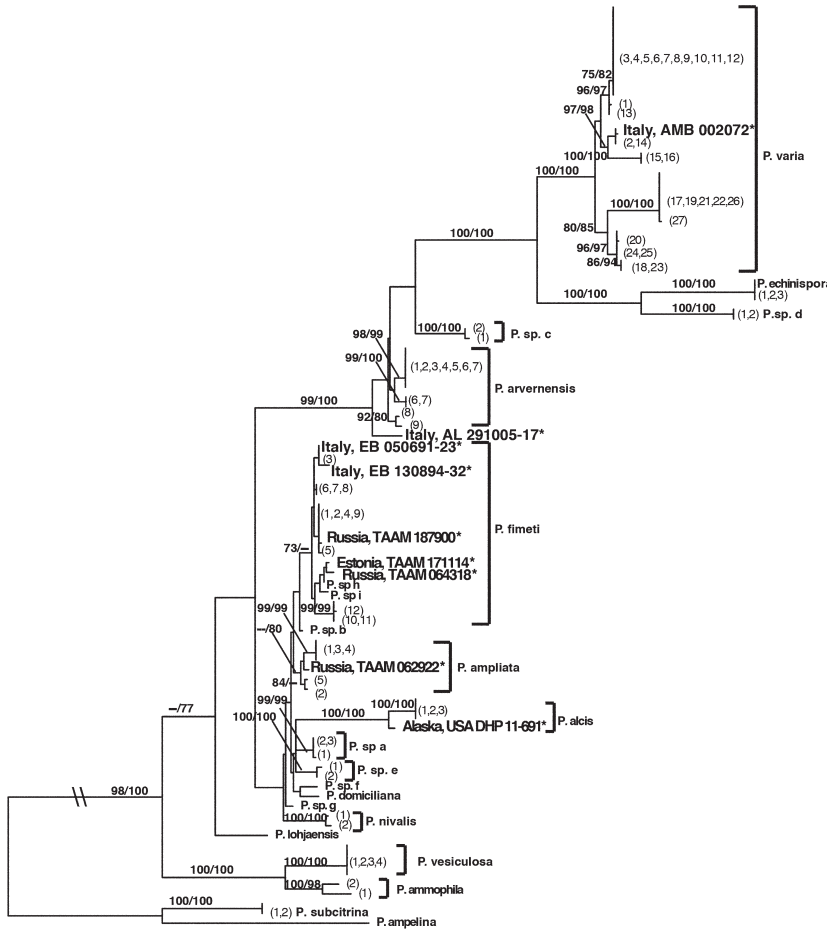 (3,4,5,6,7,8,9,10,11,12)
75/82
96/97
(1)
(13)
97/98
Italy, AMB 002072*
(2,14)
100/100
(15,16)
P. varia
100/100
100/100
(17,19,21,22,26)
(27)
80/85
(20)
96/97
(24,25)
86/94
(18,23)
100/100
100/100
P.echinispora
(1,2,3)
100/100
100/100
(1,2)
P.sp. d
100/100
(2)
(1)
P. sp. c
98/99
99/100
(1,2,3,4,5,6,7)
P. arvernensis
(6,7)
(8)
92/80
(9)
99/100
Italy, AL 291005-17*
Italy, EB 050691-23*
(3)
Italy, EB 130894-32*
(6,7,8)
(1,2,4,9)
P. fimeti
Russia, TAAM 187900*
73/–
(5)
Estonia, TAAM 171114*
Russia, TAAM 064318*
P. sp h
P. sp i
99/99
99/99
(12)
(10,11)
P. sp. b
--/80
(1,3,4)
Russia, TAAM 062922*
P. ampliata
84/–
(5)
(2)
99/99
100/100
100/100
(1,2,3)
100/100
Alaska, USA DHP 11-691*
P. alcis
–/77
(2,3)
(1)
P. sp a
(1)
(2)
P. sp. e
P. sp. f
P. domiciliana
P. sp. g
98/100
100/100
(1)
(2)
P. nivalis
P. lohjaensis
100/100
100/100
(1,2,3,4)
P. vesiculosa
100/98
(2)
(1)
P. ammophila
100/100
(1,2) P. subcitrina
P. ampelina